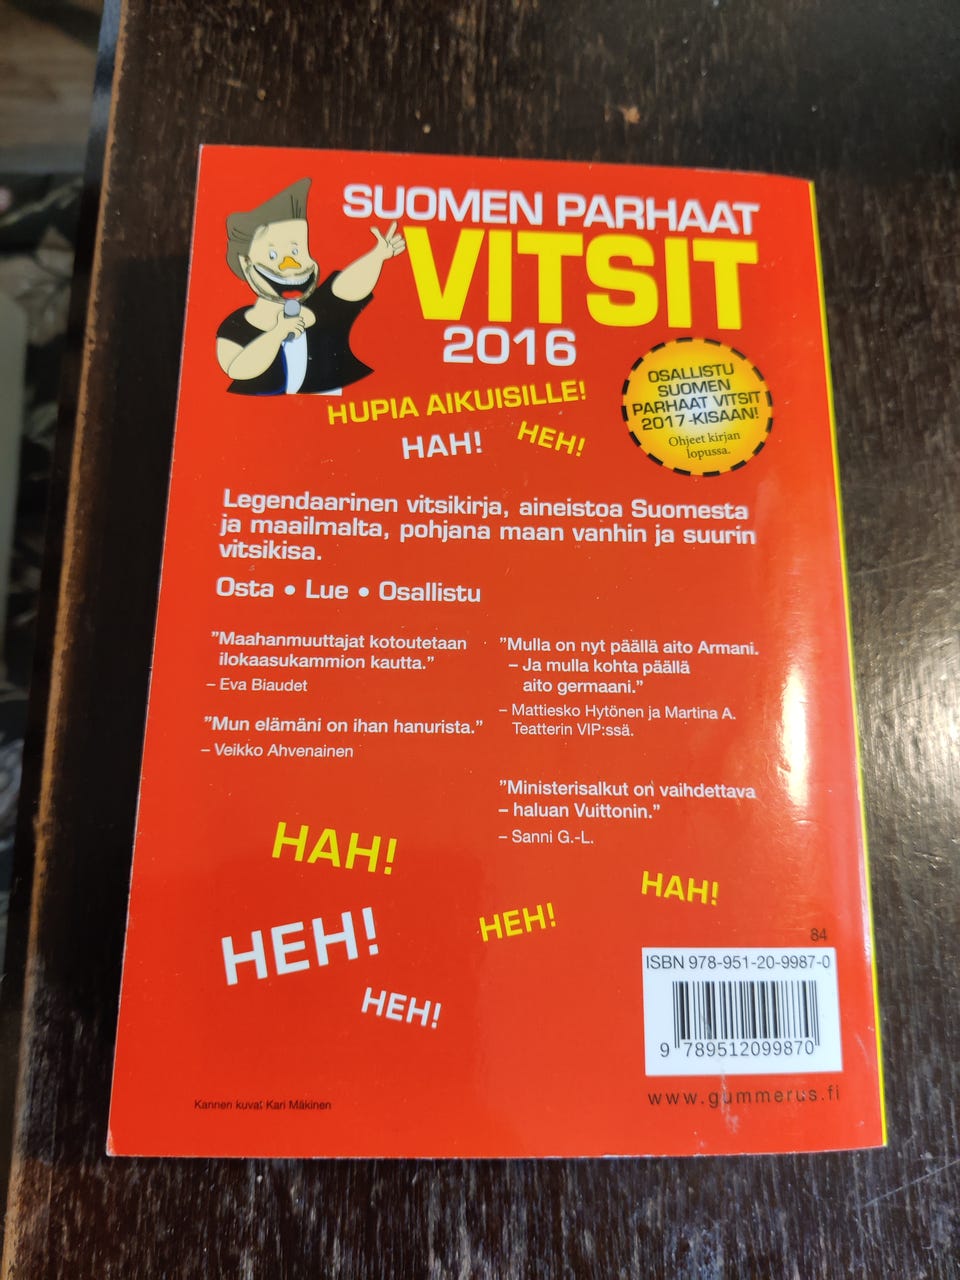 SUOMEN PARHAAT
VITSIT
2016
HUPIA AIKUISILLE!
HAH!
HEH!
OSALLISTU
SUOMEN
PARHAAT VITSIT
2017-KISAAN!
Ohjeet kirjan
lopussa.
Legendaarinen vitsikirja, aineistoa Suomesta
ja maailmalta, pohjana maan vanhin ja suurin
vitsikisa.
Osta • Lue • Osallistu
”Maahanmuuttajat kotoutetaan
ilokaasukammion kautta.”
– Eva Biaudet
”Mun elämäni on ihan hanurista.”
– Veikko Ahvenainen
”Mulla on nyt päällä aito Armani.
– Ja mulla kohta päällä
aito germaani.”
– Mattiesko Hytönen ja Martina A.
Teatterin VIP:ssä.
”Ministerisalkut on vaihdettava
– haluan Vuittonin.”
– Sanni G.-L.
HAH!
HAH!
HEH!
HEH!
HEH!
84
ISBN 978-951-20-9987-0
9 789512099870
www.gummerus.fi
Kannen kuvat Kari Mäkinen